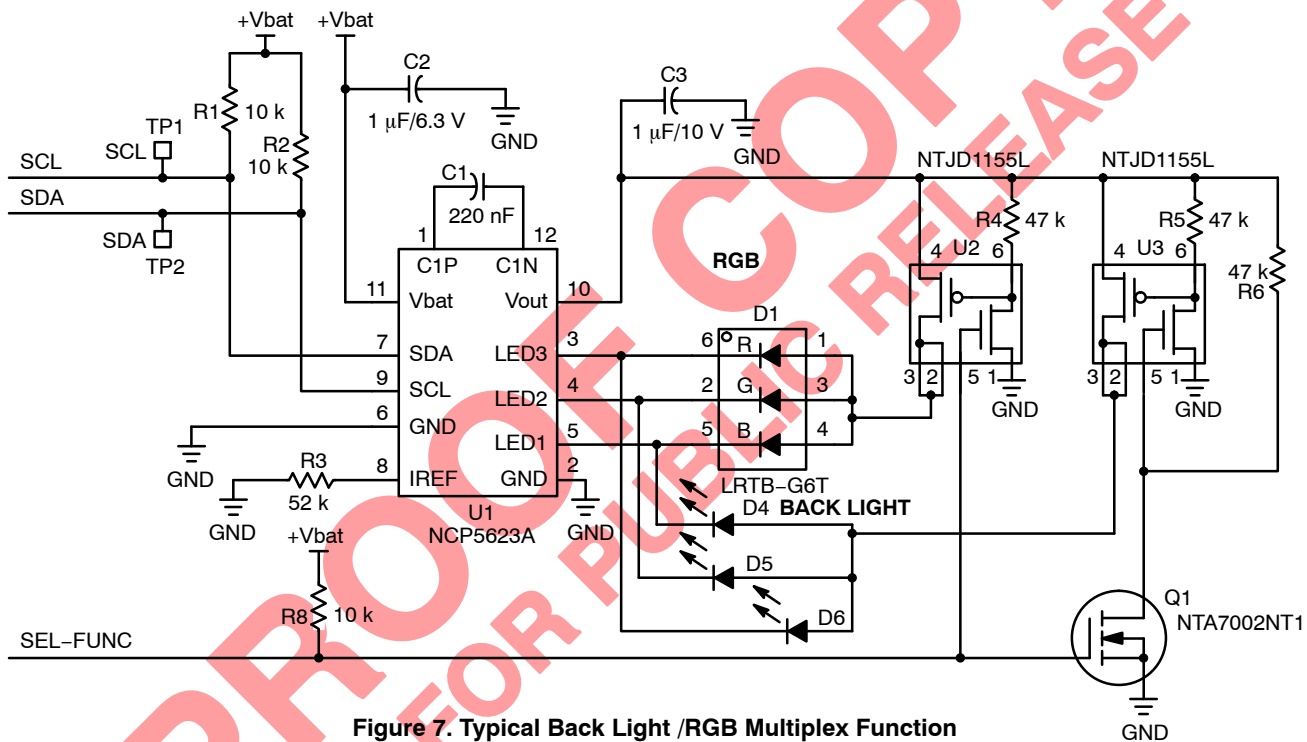 +Vbat +Vbat
C2
1 μF/6.3 V
GND
C3
1 μF/10 V
GND
R1 10 k
R2
10 k
TP1
SCL
SCL
SDA
SDA
TP2
C1
220 nF
1 12
C1P C1N
11 Vbat Vout 10
7 SDA LED3 3
9 SCL LED2 4
6 GND LED1 5
8 IREF GND 2
GND
R3
52 k
GND
U1
NCP5623A
GND
RGB
D1
6 R 1
2 G 3
5 B 4
LRTB−G6T
D4 BACK LIGHT
D5
D6
NTJD1155L
R4 47 k
U2
4 6
3 2 5 1
GND
NTJD1155L
R5 47 k
U3
4 6
3 2 5 1
GND
47 k
R6
+Vbat
R8 10 k
SEL−FUNC
Q1
NTA7002NT1
GND
Figure 7. Typical Back Light /RGB Multiplex Function
PROOF COPY
FOR PUBLIC RELEASE